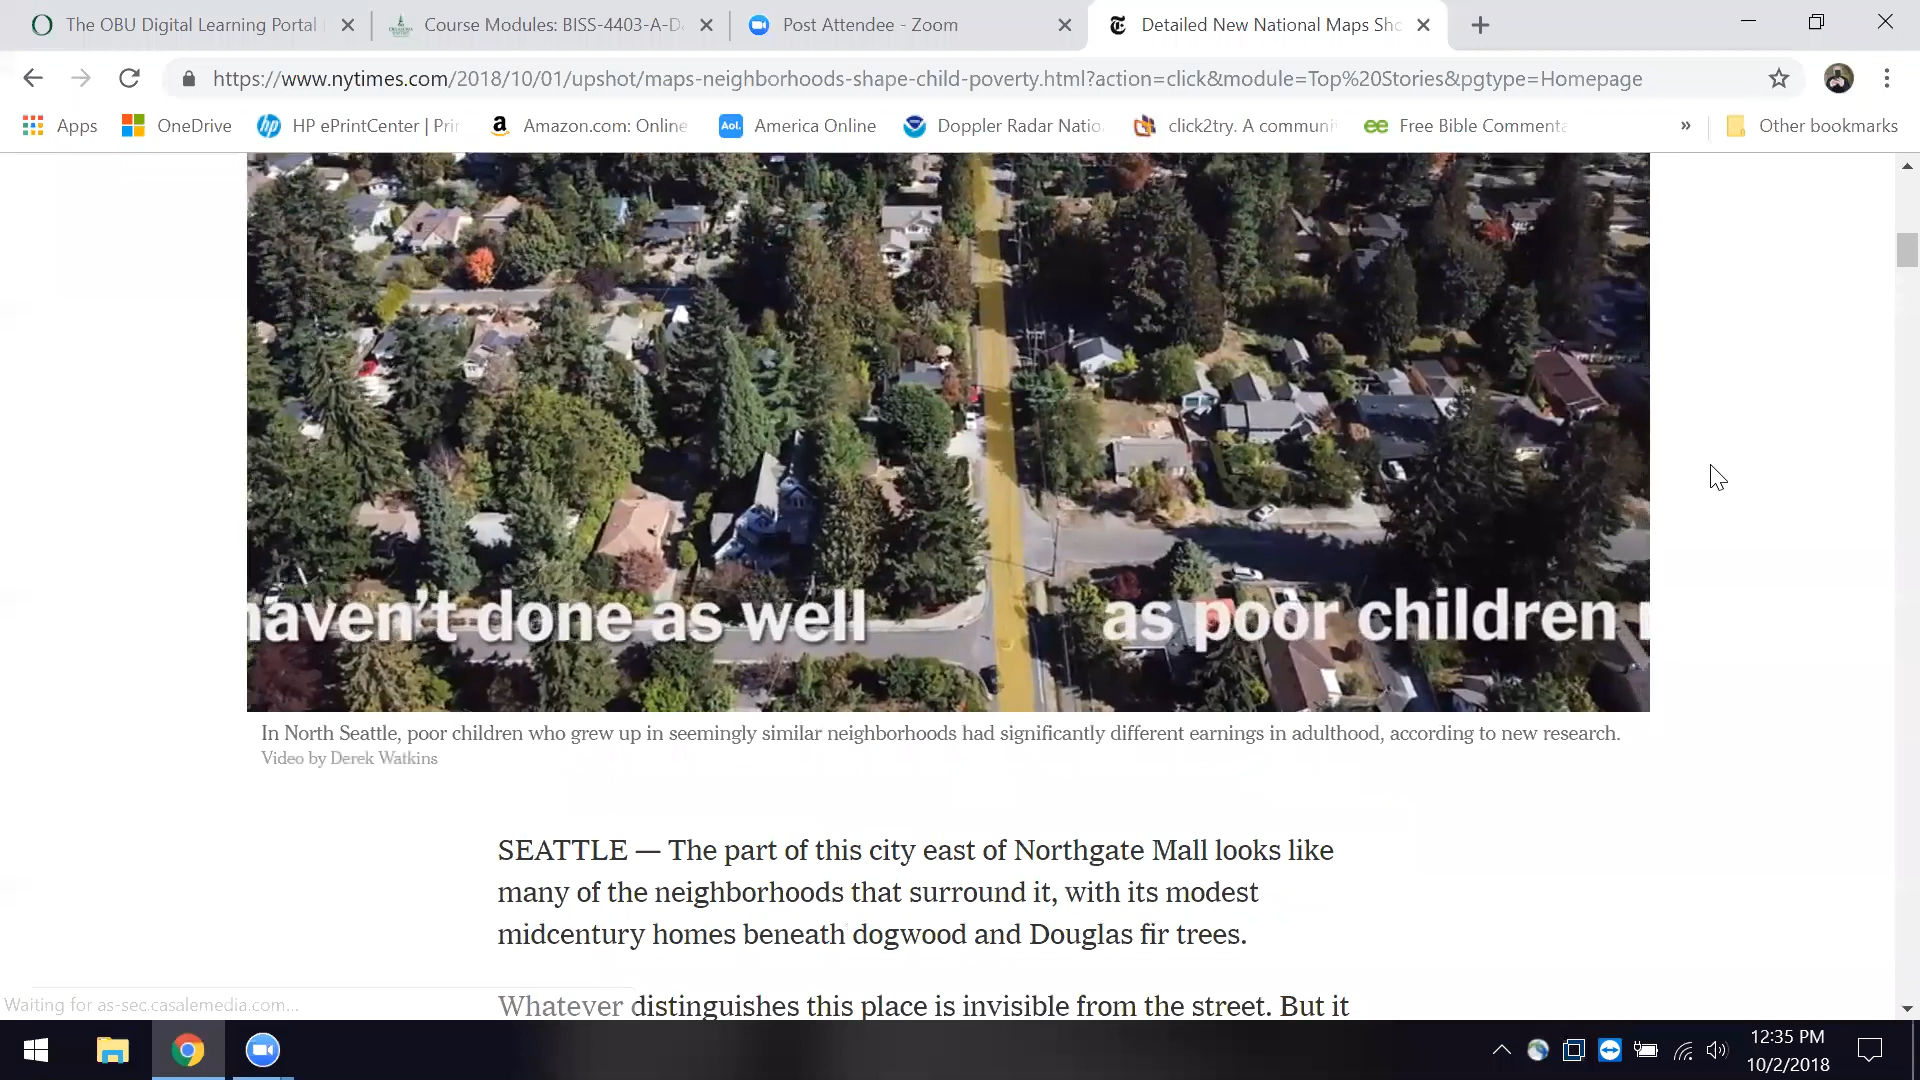 The OBU Digital Learning Portal
Course Modules: BISS-4403-A-D
Post Attendee - Zoom
Detailed New National Maps Sho
https://www.nytimes.com/2018/10/01/upshot/maps-neighborhoods-shape-child-poverty.html?action=click&module=Top%20Stories&pgtype=Homepage
Apps
OneDrive
HP ePrintCenter | Prin
Amazon.com: Online
Aol.
America Online
Doppler Radar Natio
click2try. A communi
Free Bible Commenta
»
Other bookmarks
haven't done as well
as poor children
In North Seattle, poor children who grew up in seemingly similar neighborhoods had significantly different earnings in adulthood, according to new research.
Video by Derek Watkins
SEATTLE — The part of this city east of Northgate Mall looks like
many of the neighborhoods that surround it, with its modest
midcentury homes beneath dogwood and Douglas fir trees.
Whatever distinguishes this place is invisible from the street. But it
Waiting for as-sec.casalemedia.com...
12:35 PM
10/2/2018